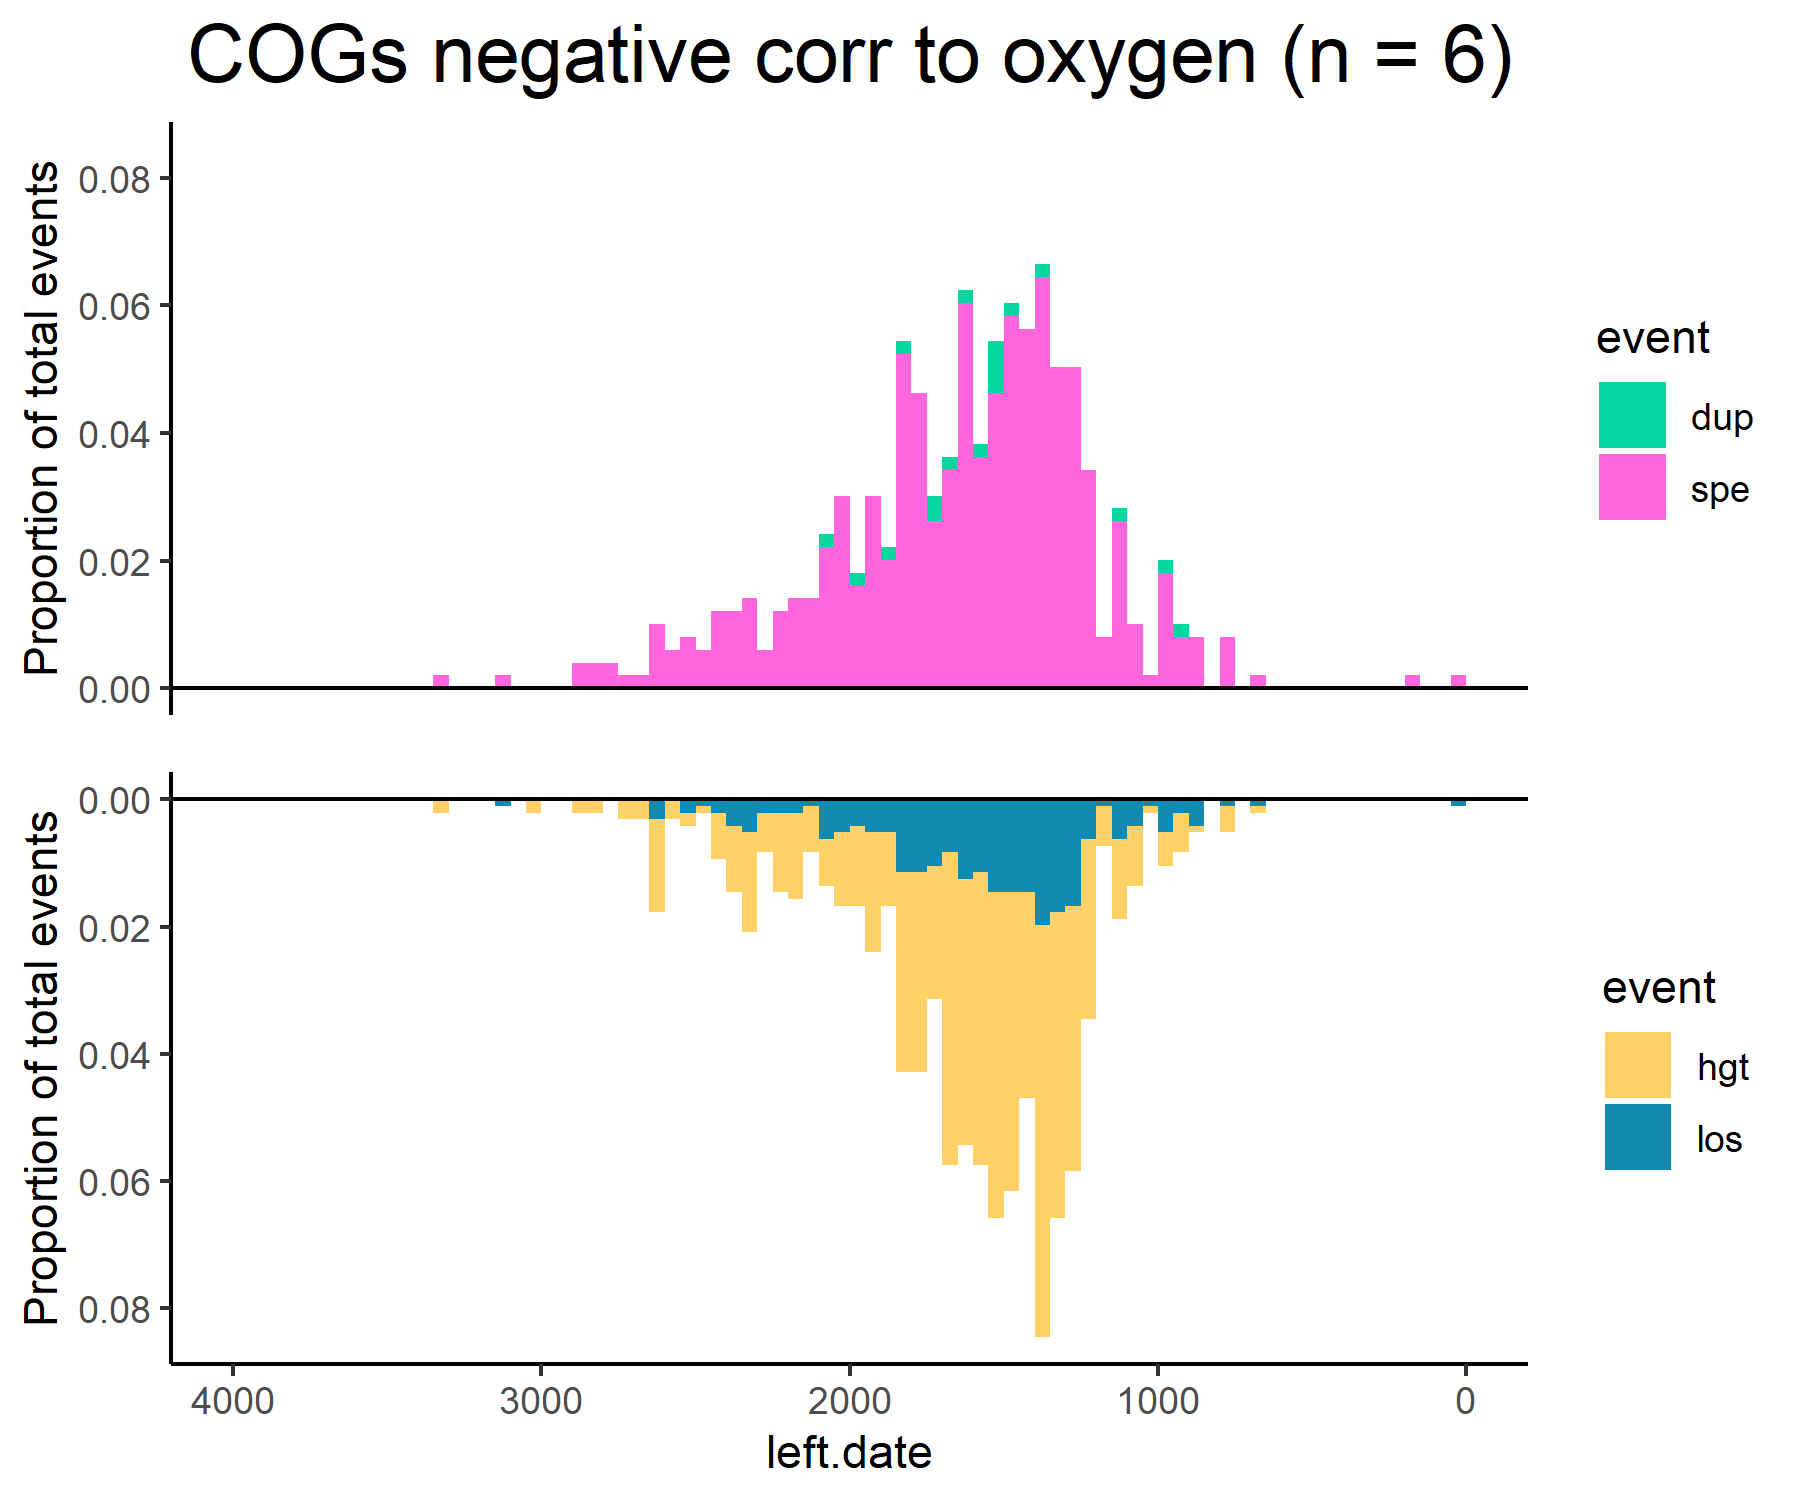 COGs negative corr to oxygen (n = 6)
Proportion of total events
0.08
0.06
0.04
0.02
0.00
event
dup
spe
Proportion of total events
0.00
0.02
0.04
0.06
0.08
event
hgt
los
4000 3000 2000 1000 0
left.date